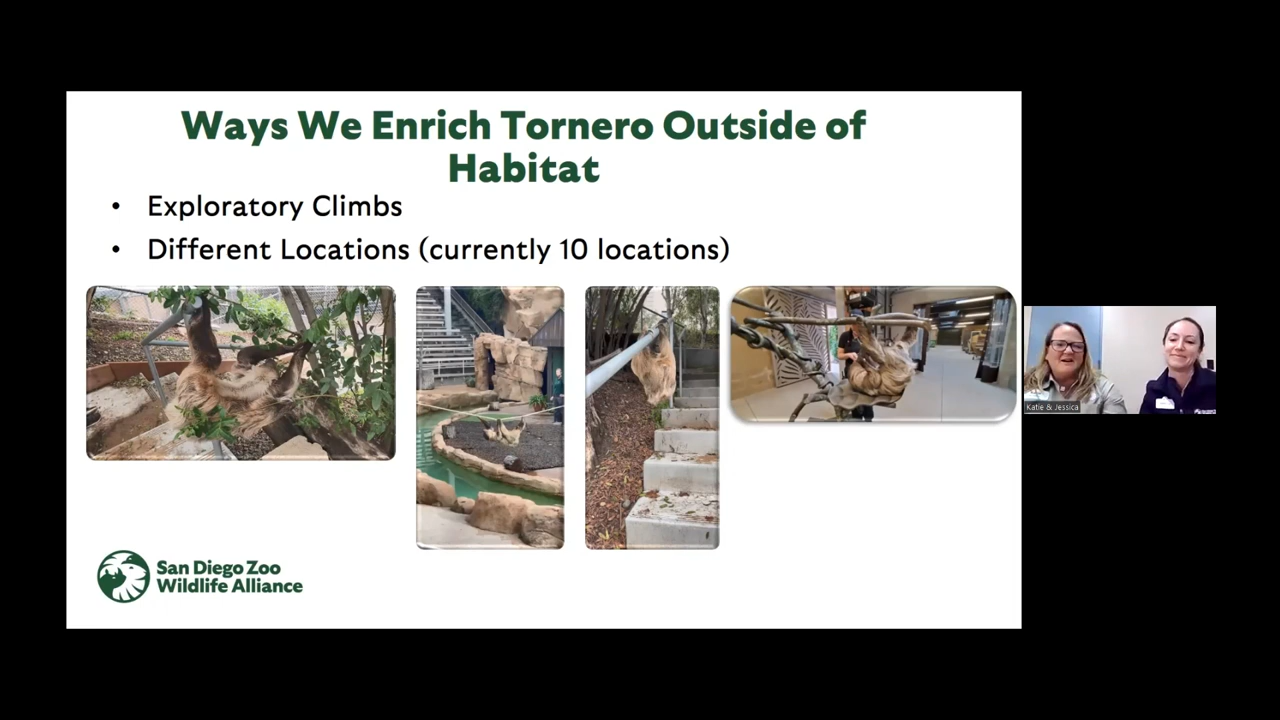 Ways We Enrich Tornero Outside of
Habitat
• Exploratory Climbs
• Different Locations (currently 10 locations)
Katie & Jessica
San Diego Zoo
Wildlife Alliance